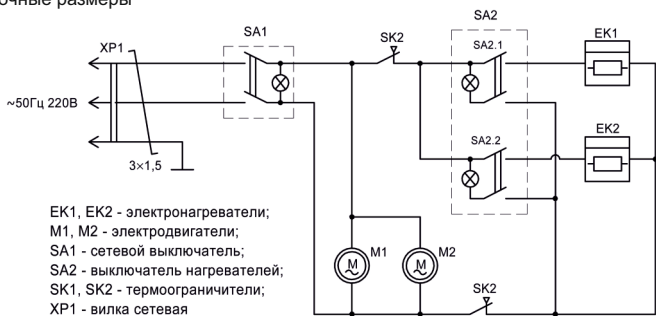 очные размеры
SA2
SA1
SK2
SA2.1
EK1
XP1
~50Гц 220В
SA2.2
EK2
3×1,5
EK1, EK2 - электронагреватели;
M1, M2 - электродвигатели;
SA1 - сетевой выключатель;
SA2 - выключатель нагревателей;
SK1, SK2 - термоограничители;
XP1 - вилка сетевая
M
M1
M
M2
SK2